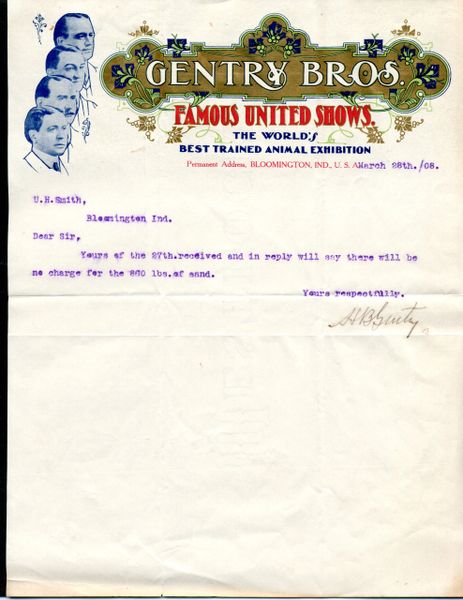 GENTRY BROS.
FAMOUS UNITED SHOWS.
THE WORLD'S
BEST TRAINED ANIMAL EXHIBITION
Permanent Address, BLOOMINGTON, IND., U. S. A. March 28th./08.
U.H.Smith,
Bloomington Ind.
Dear Sir,
Yours of the 27th.received and in reply will say there will be
no charge for the 860 lbs.of sand.
Yours respectfully.
H B Gentry